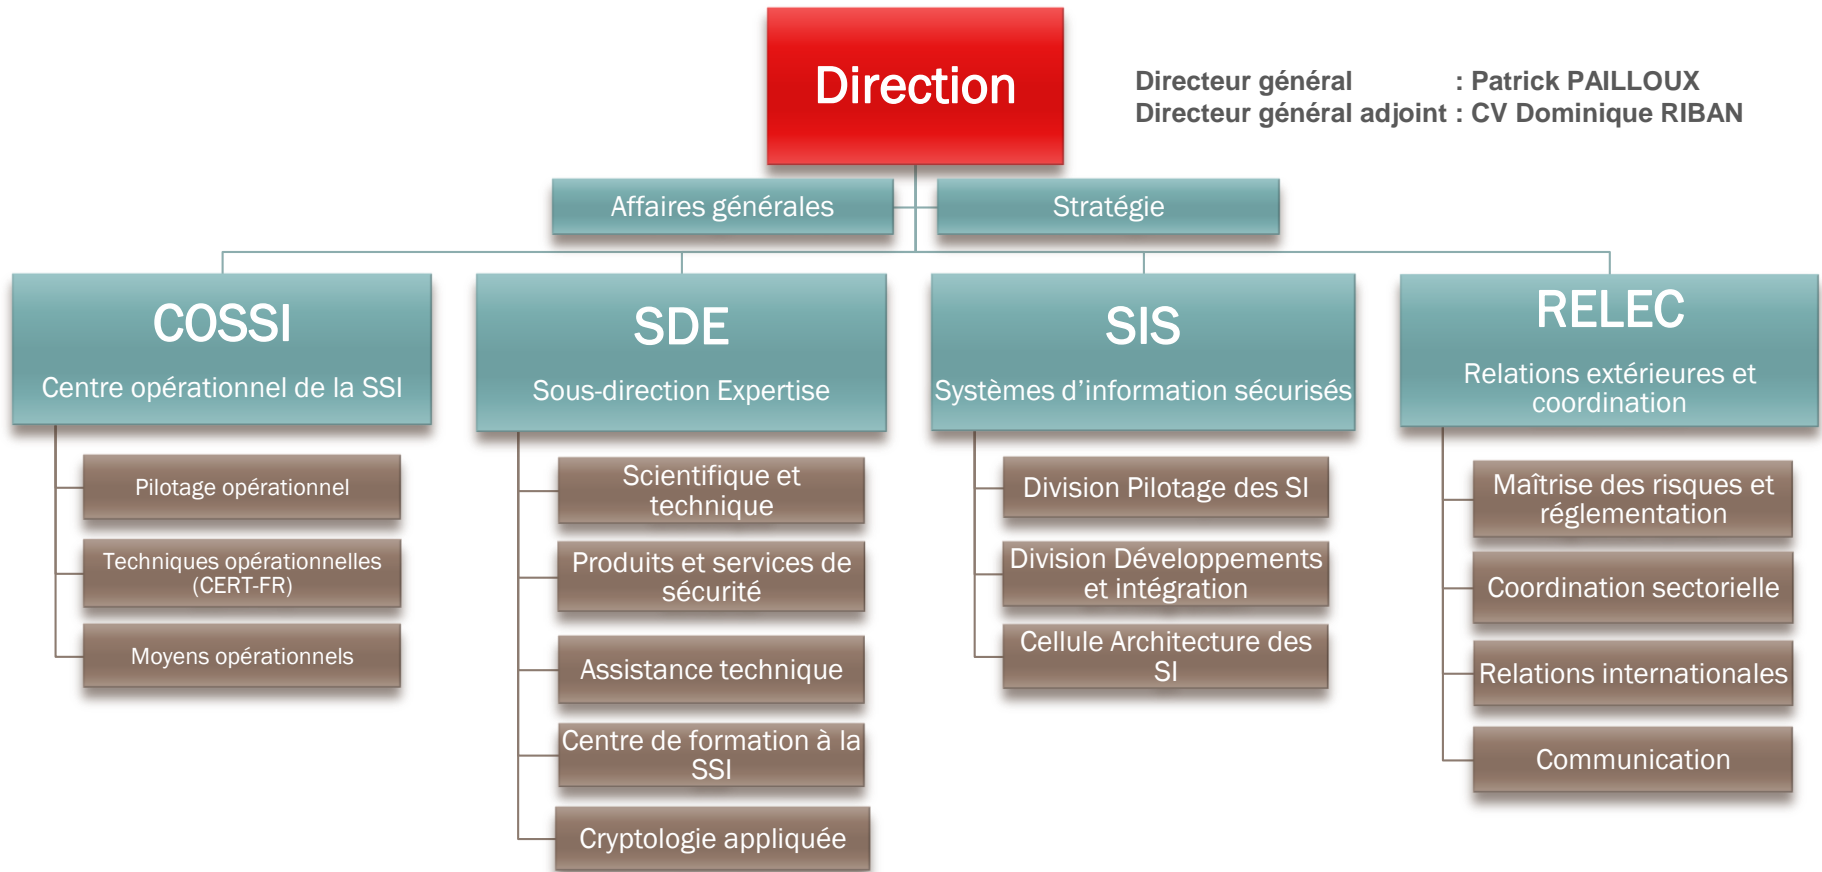 Direction
Directeur général : Patrick PAILLOUX
Directeur général adjoint : CV Dominique RIBAN
Affaires générales
Stratégie
COSSI
Centre opérationnel de la SSI
Pilotage opérationnel
Techniques opérationnelles
(CERT-FR)
Moyens opérationnels
SDE
Sous-direction Expertise
Scientifique et
technique
Produits et services de
sécurité
Assistance technique
Centre de formation à la
SSI
Cryptologie appliquée
SIS
Systèmes d’information sécurisés
Division Pilotage des SI
Division Développements
et intégration
Cellule Architecture des
SI
RELEC
Relations extérieures et
coordination
Maîtrise des risques et
réglementation
Coordination sectorielle
Relations internationales
Communication